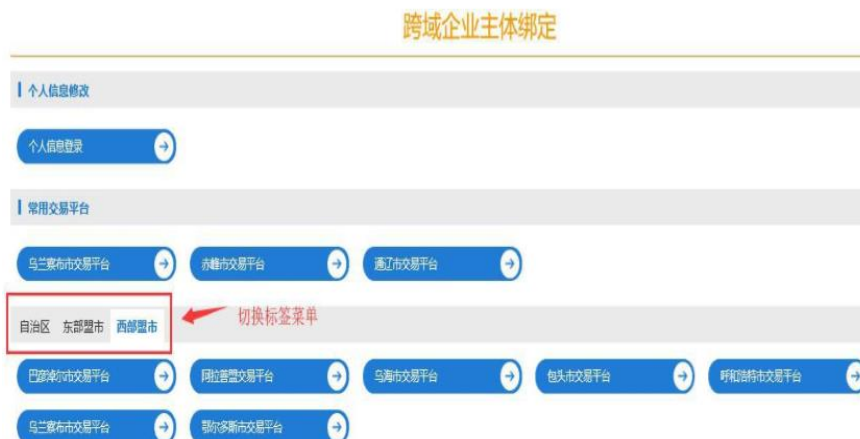 跨域企业主体绑定
个人信息修改
个人信息登录
常用交易平台
乌兰察布市交易平台 赤峰市交易平台 通辽市交易平台
自治区 东部盟市 西部盟市 切换标签菜单
巴彦卓尔市交易平台 阿拉善盟交易平台 乌海市交易平台 包头市交易平台 呼和浩特市交易平台
乌兰察布市交易平台 鄂尔多斯市交易平台